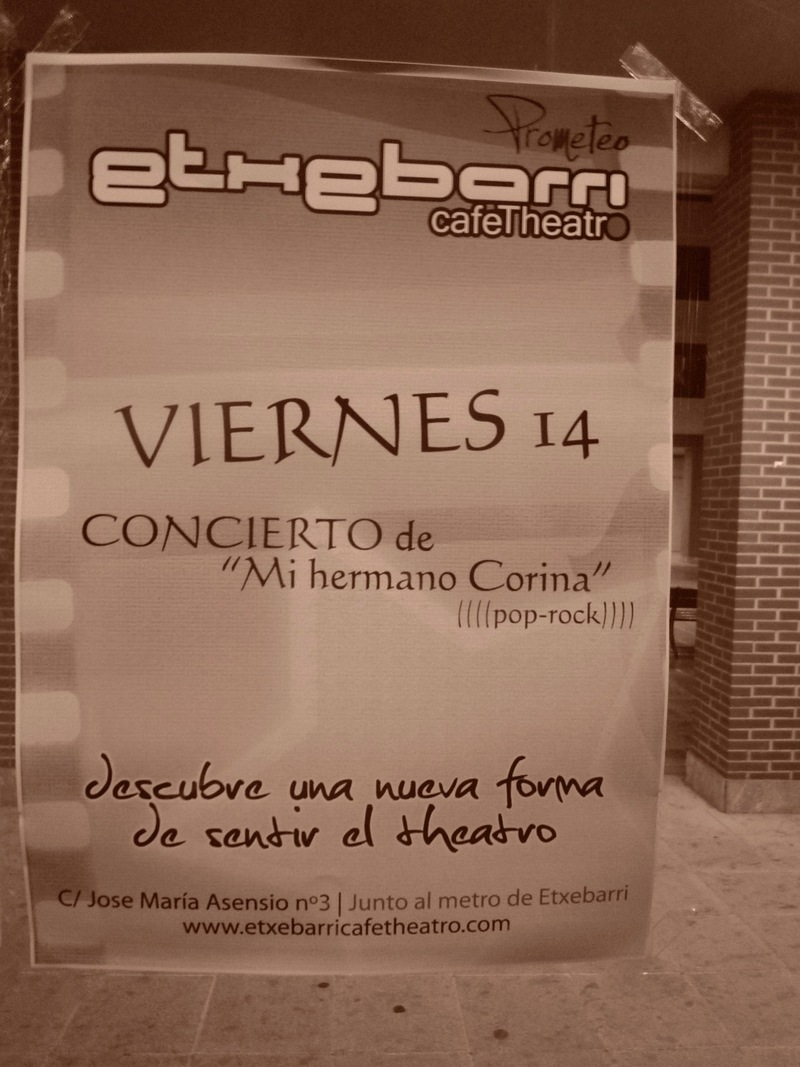 Prometeo
etxebarri
cafeTheatro
VIERNES 14
CONCIERTO de
"Mi hermano Corina"
((((pop-rock))))
descubre una nueva forma
de sentir el theatro
C/ Jose María Asensio nº3 | Junto al metro de Etxebarri
www.etxebarricafetheatro.com